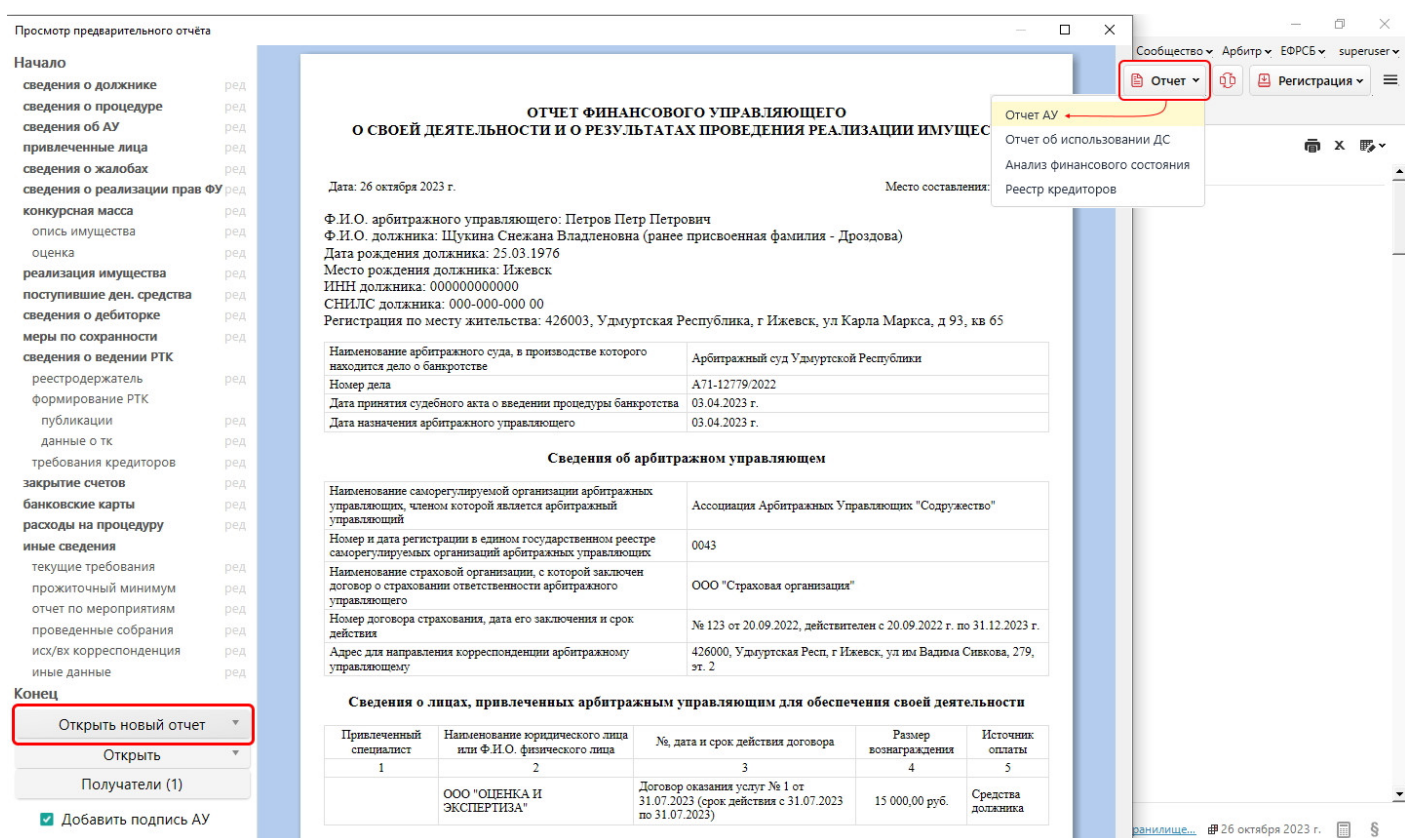 Просмотр предварительного отчёта
Начало
сведения о должнике ред
сведения о процедуре ред
сведения об АУ ред
привлеченные лица ред
сведения о жалобах ред
сведения о реализации прав ФУ ред
конкурсная масса ред
опись имущества ред
оценка ред
реализация имущества ред
поступившие ден. средства ред
сведения о дебиторке ред
меры по сохранности ред
сведения о ведении РТК
реестродержатель ред
формирование РТК
публикации ред
данные о тк ред
требования кредиторов ред
закрытие счетов ред
банковские карты ред
расходы на процедуру ред
иные сведения
текущие требования ред
прожиточный минимум ред
отчет по мероприятиям ред
проведенные собрания ред
исх/вх корреспонденция ред
иные данные ред
Конец
Открыть новый отчет
Открыть
Получатели (1)
Добавить подпись АУ
ОТЧЕТ ФИНАНСОВОГО УПРАВЛЯЮЩЕГО
О СВОЕЙ ДЕЯТЕЛЬНОСТИ И О РЕЗУЛЬТАТАХ ПРОВЕДЕНИЯ РЕАЛИЗАЦИИ ИМУЩЕС
Дата: 26 октября 2023 г. Место составления:
Ф.И.О. арбитражного управляющего: Петров Петр Петрович
Ф.И.О. должника: Щукина Снежана Владленовна (ранее присвоенная фамилия - Дроздова)
Дата рождения должника: 25.03.1976
Место рождения должника: Ижевск
ИНН должника: 000000000000
СНИЛС должника: 000-000-000 00
Регистрация по месту жительства: 426003, Удмуртская Республика, г Ижевск, ул Карла Маркса, д 93, кв 65
Наименование арбитражного суда, в производстве которого
находится дело о банкротстве
Арбитражный суд Удмуртской Республики
Номер дела А71-12779/2022
Дата принятия судебного акта о введении процедуры банкротства 03.04.2023 г.
Дата назначения арбитражного управляющего 03.04.2023 г.
Сведения об арбитражном управляющем
Наименование саморегулируемой организации арбитражных
управляющих, членом которой является арбитражный
управляющий
Ассоциация Арбитражных Управляющих "Содружество"
Номер и дата регистрации в едином государственном реестре
саморегулируемых организаций арбитражных управляющих
0043
Наименование страховой организации, с которой заключен
договор о страховании ответственности арбитражного
управляющего
ООО "Страховая организация"
Номер договора страхования, дата его заключения и срок
действия
№ 123 от 20.09.2022, действителен с 20.09.2022 г. по 31.12.2023 г.
Адрес для направления корреспонденции арбитражному
управляющему
426000, Удмуртская Респ, г Ижевск, ул им Вадима Сивкова, 279,
эт. 2
Сведения о лицах, привлеченных арбитражным управляющим для обеспечения своей деятельности
Привлеченный
специалист
Наименование юридического лица
или Ф.И.О. физического лица
№, дата и срок действия договора
Размер
вознаграждения
Источник
оплаты
1 2 3 4 5
ООО "ОЦЕНКА И
ЭКСПЕРТИЗА"
Договор оказания услуг № 1 от
31.07.2023 (срок действия с 31.07.2023
по 31.07.2023)
15 000,00 руб.
Средства
должника
Сообщество Арбитр ЕФРСБ superuser
Отчет Регистрация
Отчет АУ
Отчет об использовании ДС
Анализ финансового состояния
Реестр кредиторов
X
ранилище... 26 октября 2023 г. §